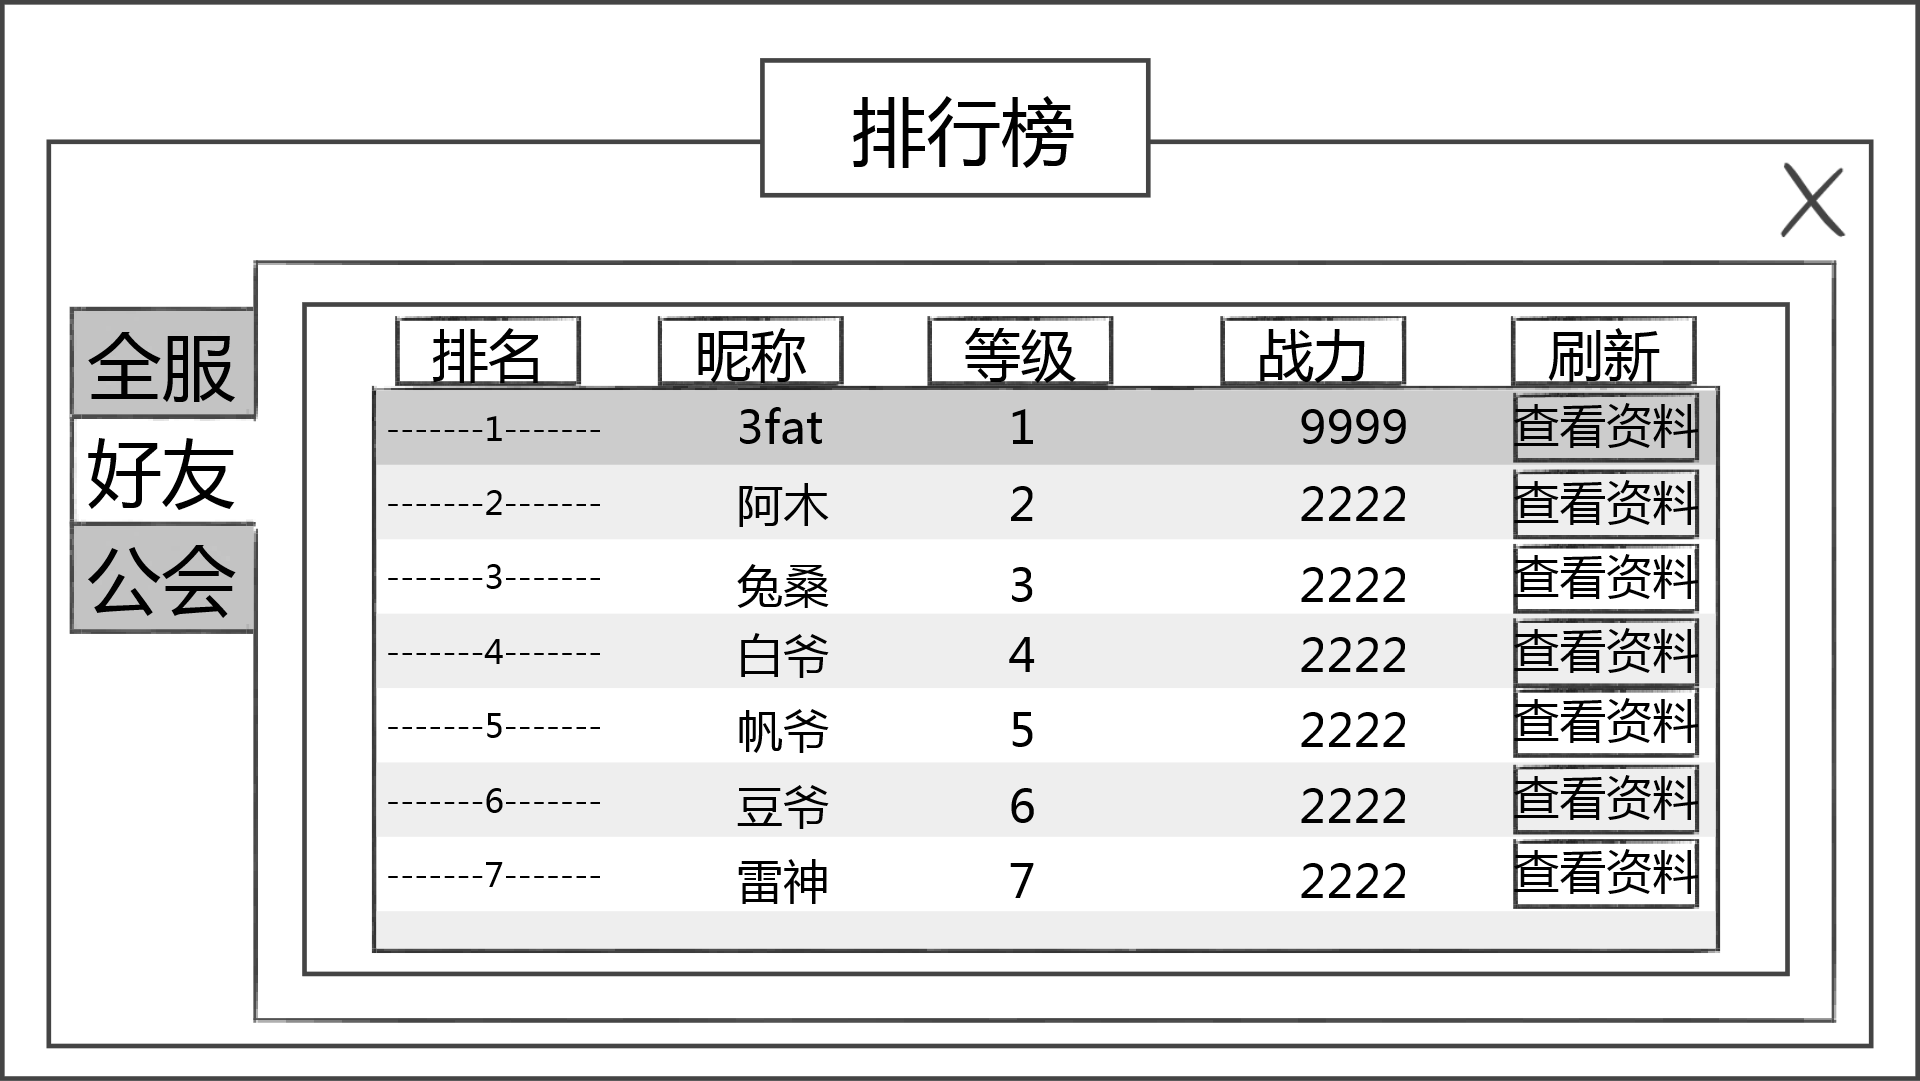 排行榜
全服
好友
公会
排名 昵称 等级 战力 刷新
-------1------- 3fat 1 9999 查看资料
-------2------- 阿木 2 2222 查看资料
-------3------- 兔桑 3 2222 查看资料
-------4------- 白爷 4 2222 查看资料
-------5------- 帆爷 5 2222 查看资料
-------6------- 豆爷 6 2222 查看资料
-------7------- 雷神 7 2222 查看资料